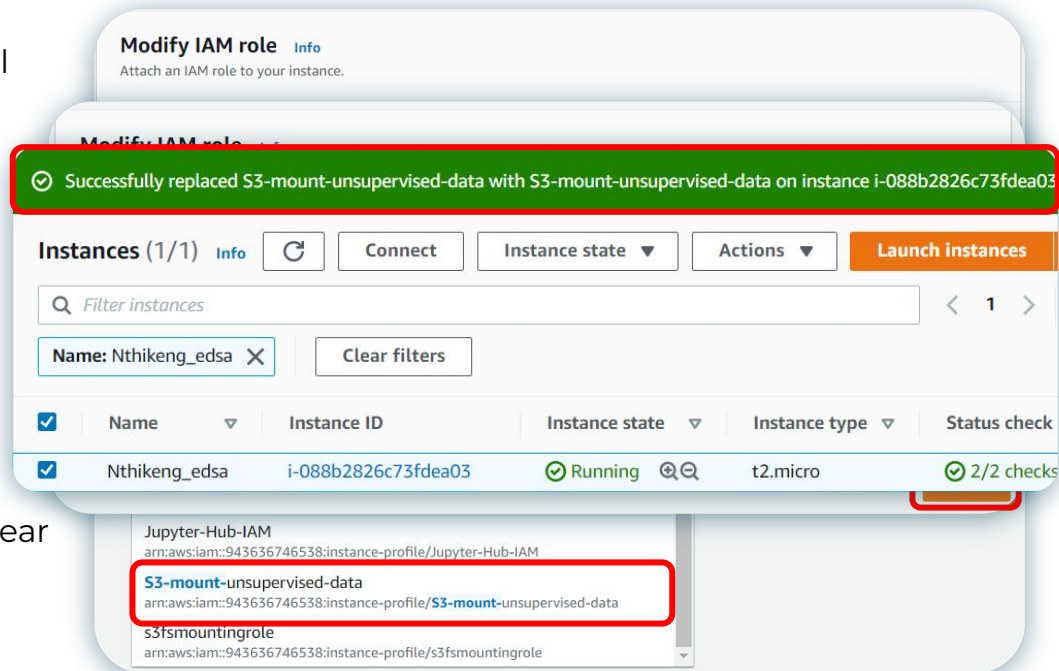 Modify IAM role Info
Attach an IAM role to your instance.
Modify IAM role
Successfully replaced S3-mount-unsupervised-data with S3-mount-unsupervised-data on instance i-088b2826c73fdea03
Instances (1/1) Info Connect Instance state Actions Launch instances
Filter instances 1
Name: Nthikeng_edsa Clear filters
Name Instance ID Instance state Instance type Status check
Nthikeng_edsa i-088b2826c73fdea03 Running t2.micro 2/2 checks
ear
Jupyter-Hub-IAM
arn:aws:iam::943636746538:instance-profile/Jupyter-Hub-IAM
S3-mount-unsupervised-data
arn:aws:iam::943636746538:instance-profile/S3-mount-unsupervised-data
s3fsmountingrole
arn:aws:iam::943636746538:instance-profile/s3fsmountingrole